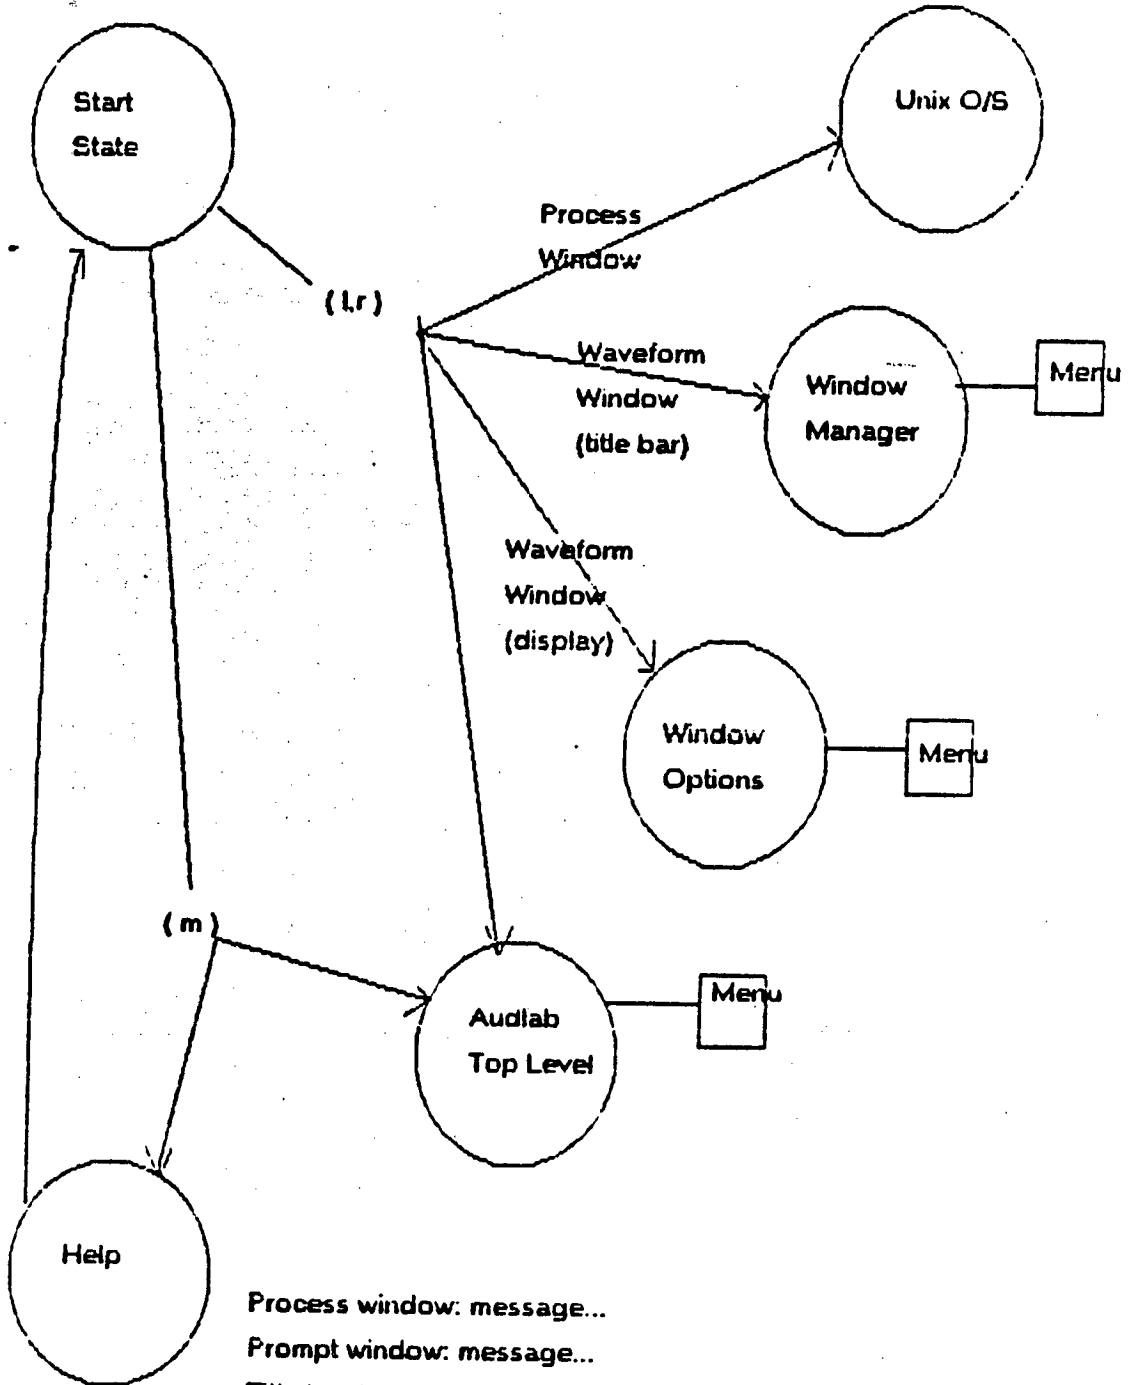 Start
State
Unix O/S
Process
Window
( l,r )
Waveform
Window
(title bar)
Window
Manager
Menu
Waveform
Window
(display)
Window
Options
Menu
( m )
Audlab
Top Level
Menu
Help
Process window: message...
Prompt window: message...